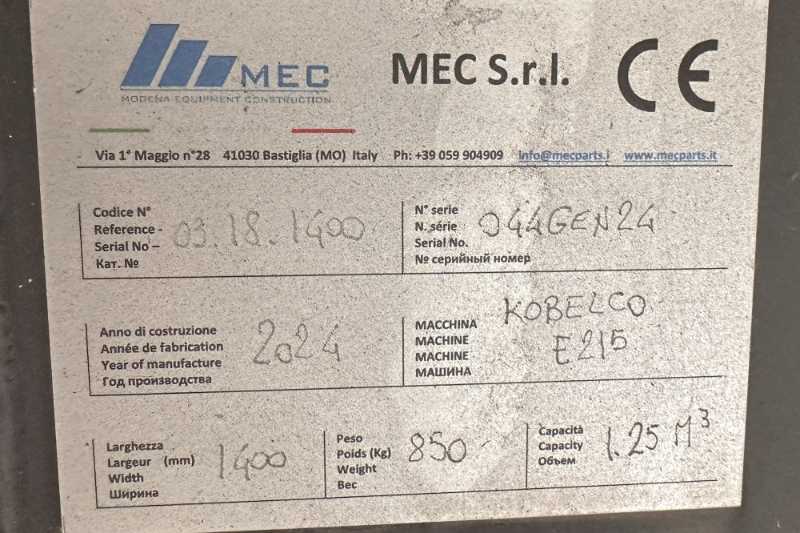 MEC
MODENA EQUIPMENT CONSTRUCTION
MEC S.r.l.
CE
Via 1° Maggio n°28 41030 Bastiglia (MO) Italy Ph: +39 059 904909 info@mecparts.i www.mecparts.it
Codice N°
Reference -
Serial No –
Кат. №
03.18.1400
N° serie
N. série
Serial No.
№ серийный номер
044GEN24
Anno di costruzione
Année de fabrication
Year of manufacture
Год производства
2024
MACCHINA
MACHINE
MACHINE
МАШИНА
KOBELCO
E215
Larghezza
Largeur (mm)
Width
Ширина
1400
Peso
Poids (Kg)
Weight
Вес
850
Capacità
Capacity
Объем
1.25 M³